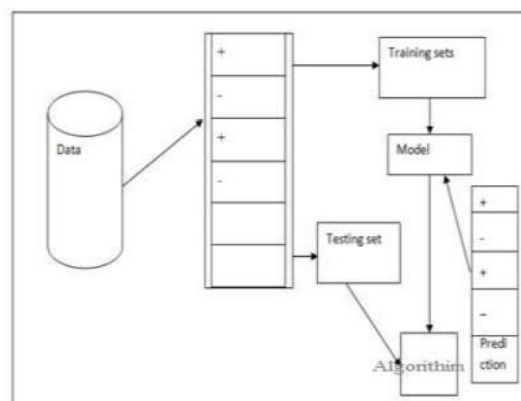 +
-
+
-
Data
Training sets
Model
Testing set
Algorithim
+
-
+
–
Predi
ction